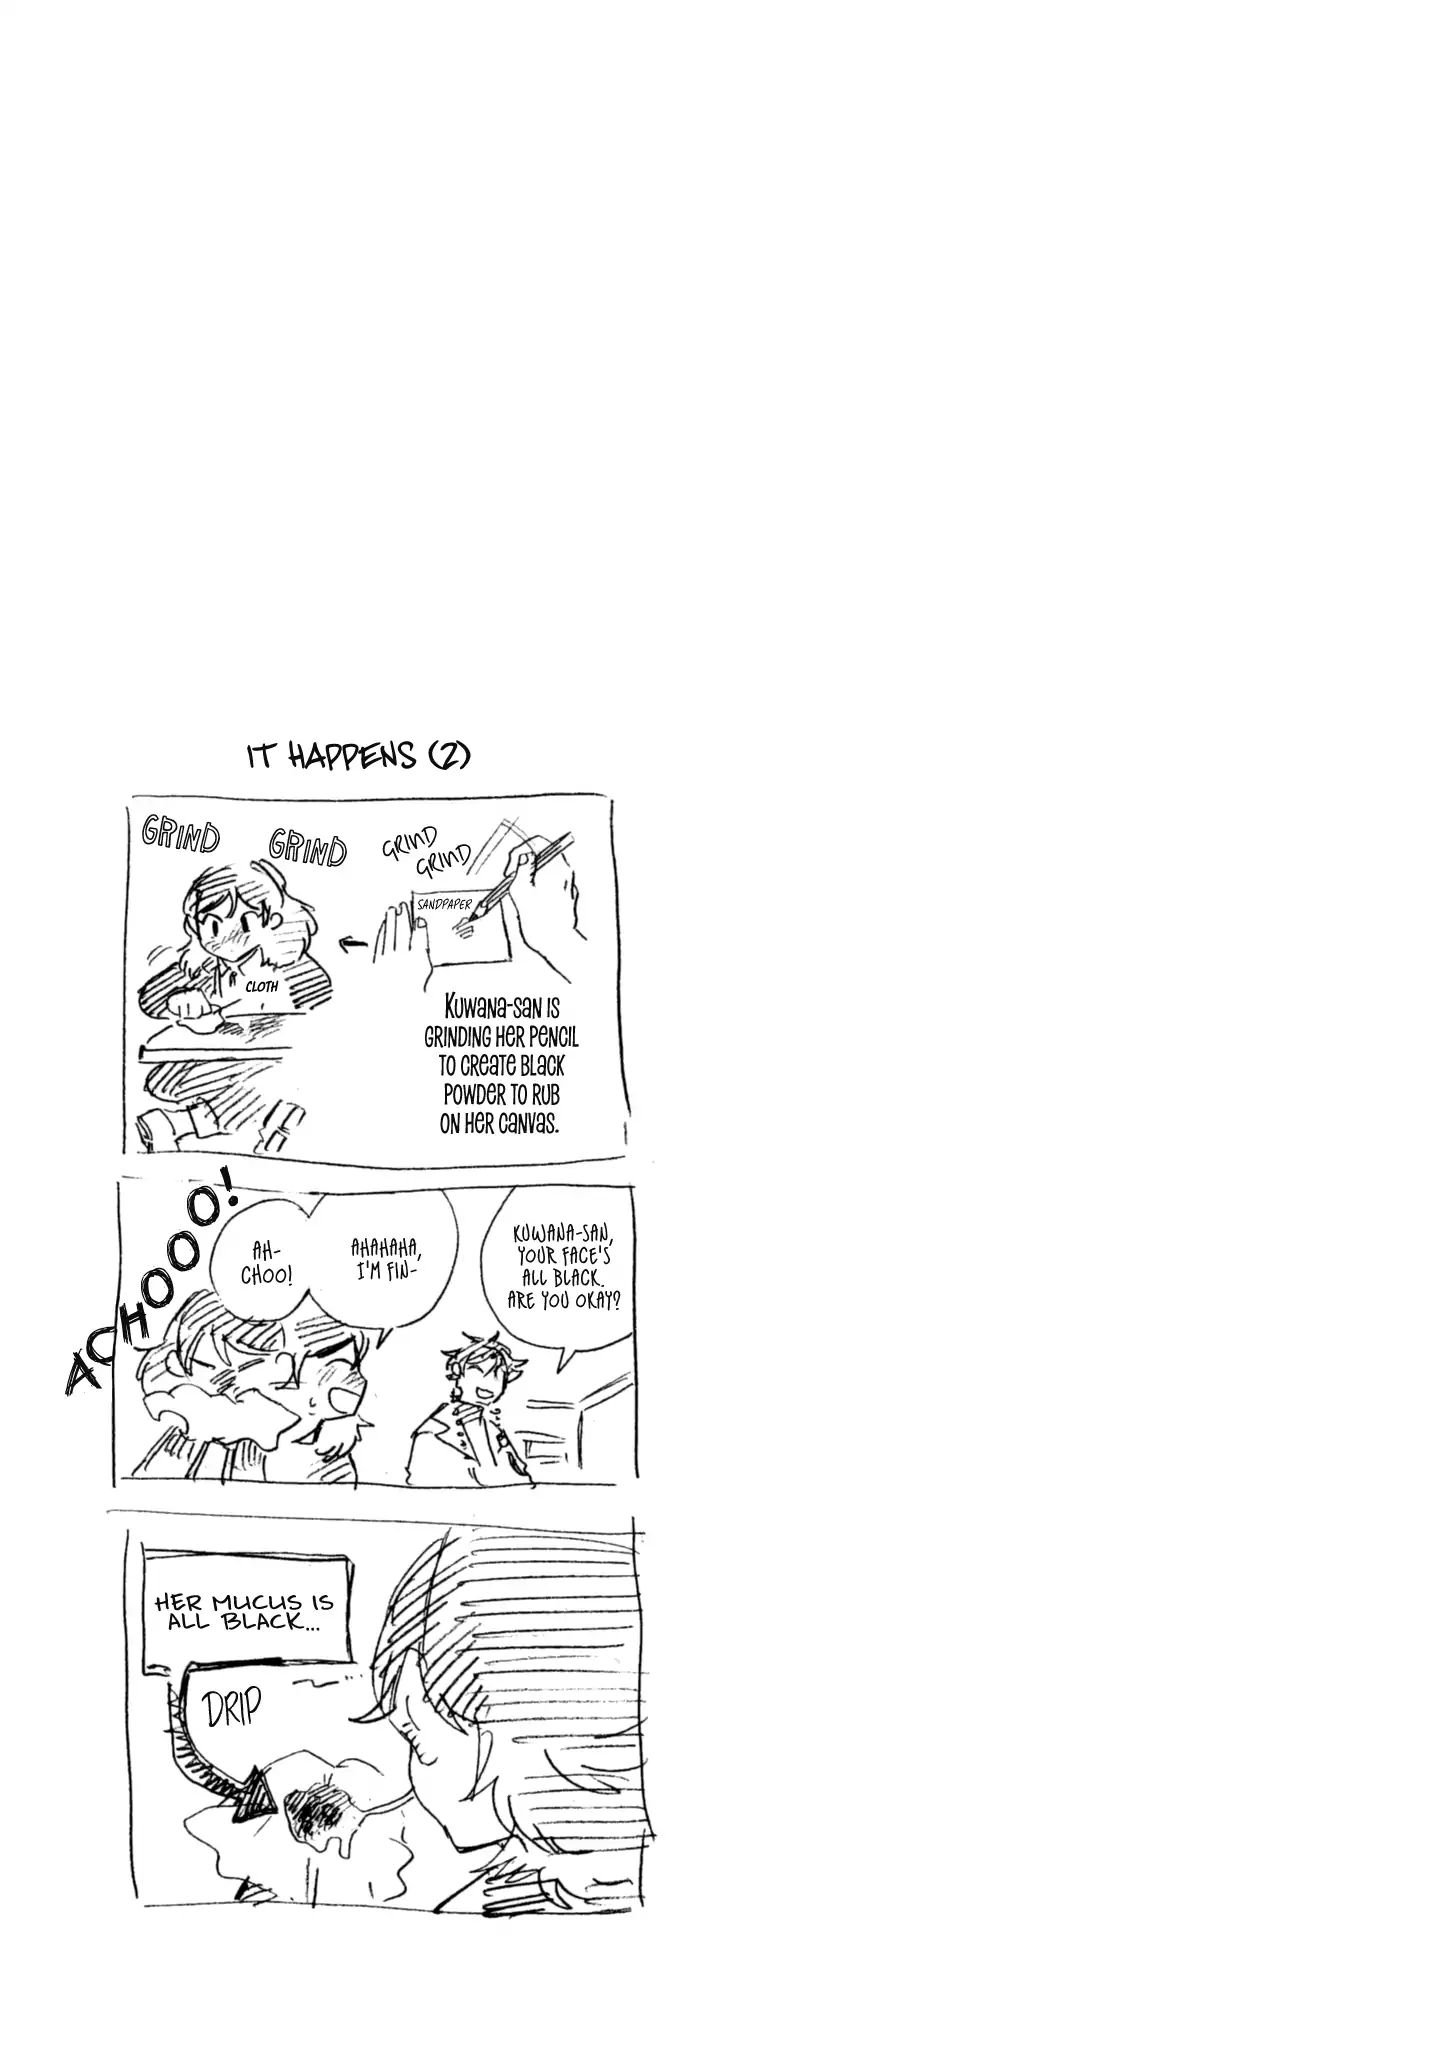 IT HAPPENS (2)
GRIND
GRIND
GRIND
GRIND
SANDPAPER
CLOTH
KUWANA-SAN IS
GRINDING HER PENCIL
TO CREATE BLACK
POWDER TO RUB
ON HER CANVAS.
KUWANA-SAN,
YOUR FACE'S
ALL BLACK.
ARE YOU OKAY?
AHAHAHA,
I'M FIN-
AH-
CHOO!
ACHOOOO!
HER MUCUS IS
ALL BLACK...
DRIP